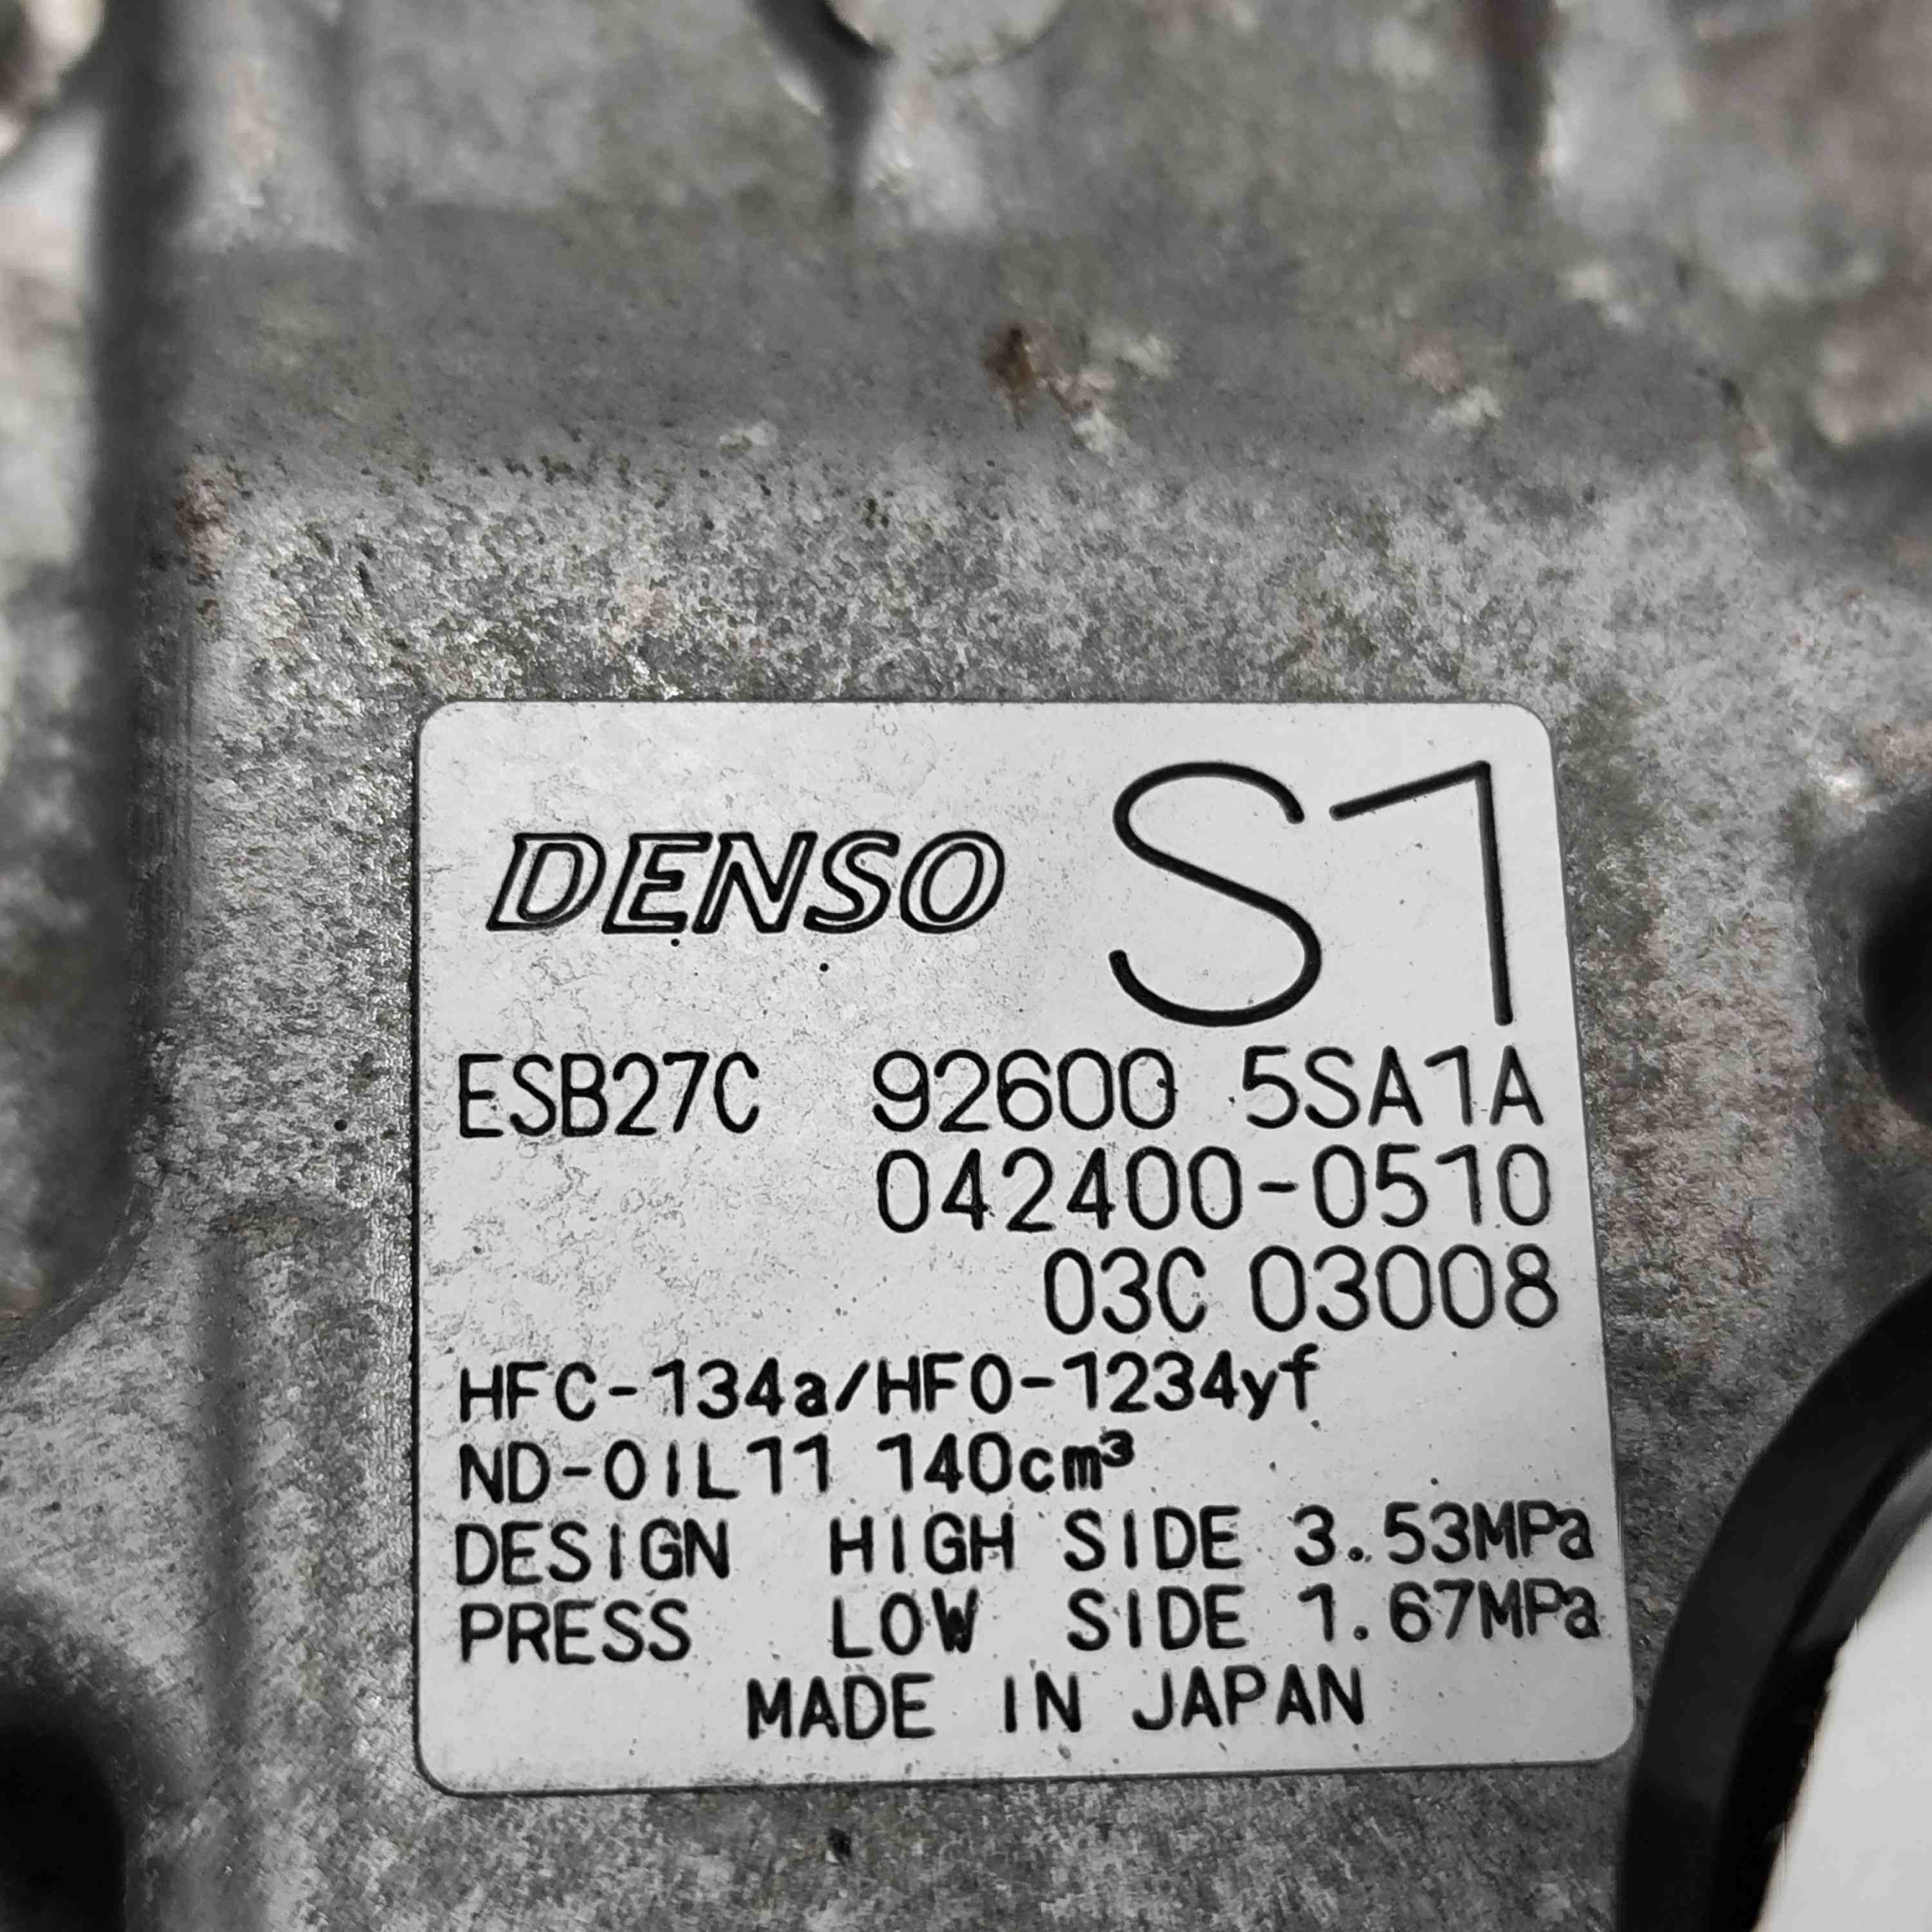 DENSO S1
ESB27C 92600 5SA1A
042400-0510
03C 03008
HFC-134a/HFO-1234yf
ND-OIL11 140cm³
DESIGN HIGH SIDE 3.53MPa
PRESS LOW SIDE 1.67MPa
MADE IN JAPAN